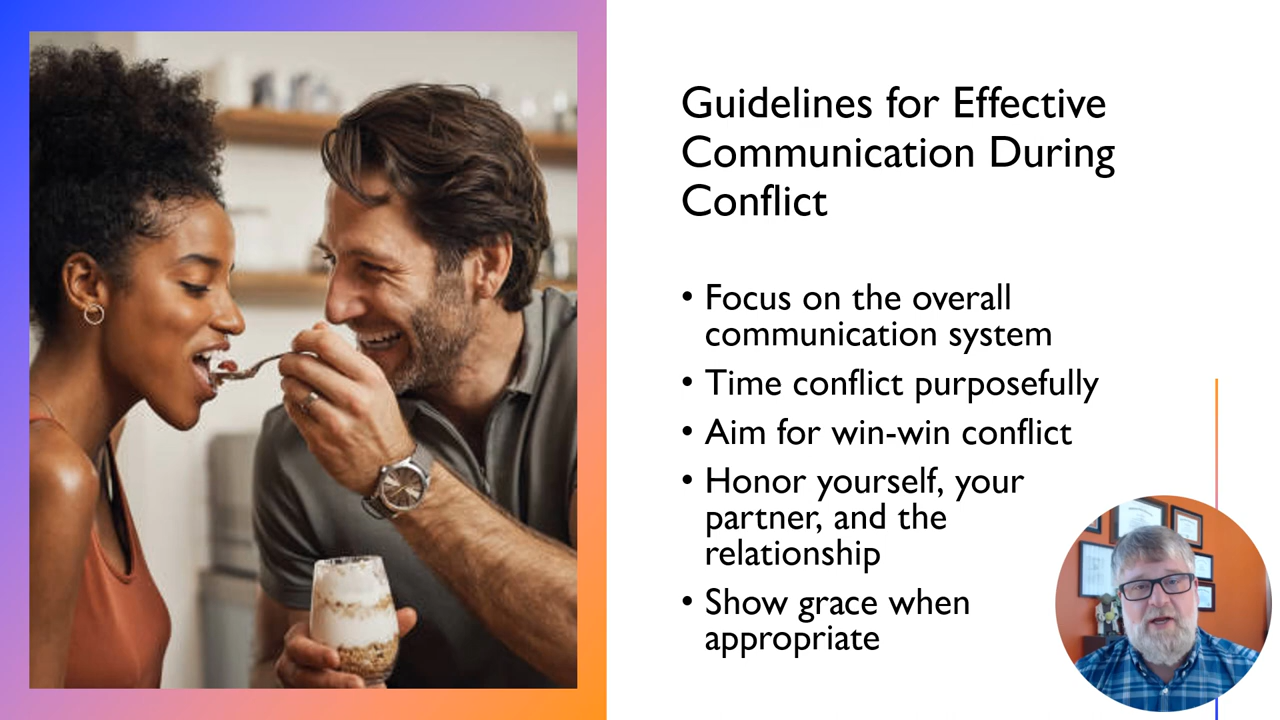 Guidelines for Effective
Communication During
Conflict
• Focus on the overall
communication system
• Time conflict purposefully
• Aim for win-win conflict
• Honor yourself, your
partner, and the
relationship
• Show grace when
appropriate